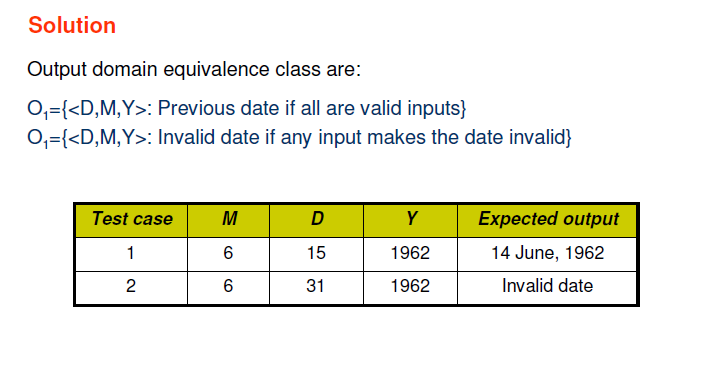 Solution
Output domain equivalence class are:
O₁={<D,M,Y>: Previous date if all are valid inputs}
O₁={<D,M,Y>: Invalid date if any input makes the date invalid}
Test case M D Y Expected output
1 6 15 1962 14 June, 1962
2 6 31 1962 Invalid date